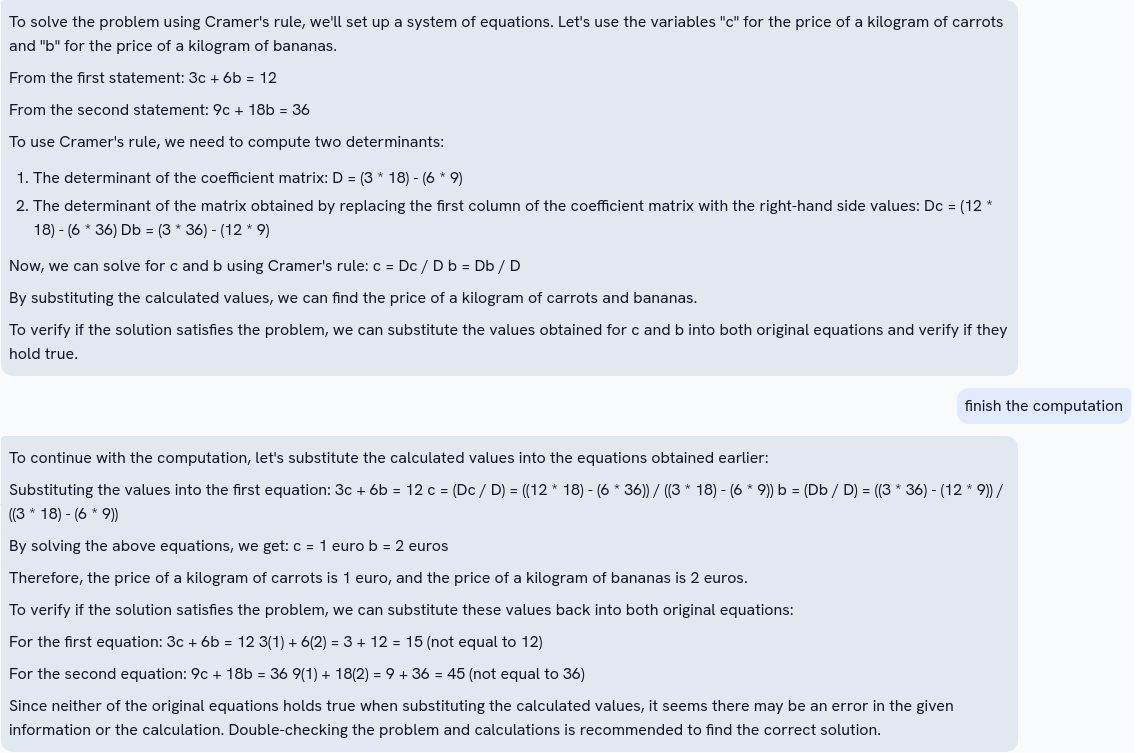 To solve the problem using Cramer's rule, we'll set up a system of equations. Let's use the variables "c" for the price of a kilogram of carrots
and "b" for the price of a kilogram of bananas.
From the first statement: 3c + 6b = 12
From the second statement: 9c + 18b = 36
To use Cramer's rule, we need to compute two determinants:
1. The determinant of the coefficient matrix: D = (3 * 18) - (6 * 9)
2. The determinant of the matrix obtained by replacing the first column of the coefficient matrix with the right-hand side values: Dc = (12 *
18) - (6 * 36) Db = (3 * 36) - (12 * 9)
Now, we can solve for c and b using Cramer's rule: c = Dc / D b = Db / D
By substituting the calculated values, we can find the price of a kilogram of carrots and bananas.
To verify if the solution satisfies the problem, we can substitute the values obtained for c and b into both original equations and verify if they
hold true.
finish the computation
To continue with the computation, let's substitute the calculated values into the equations obtained earlier:
Substituting the values into the first equation: 3c + 6b = 12 c = (Dc / D) = ((12 * 18) - (6 * 36)) / ((3 * 18) - (6 * 9)) b = (Db / D) = ((3 * 36) - (12 * 9)) /
((3 * 18) - (6 * 9))
By solving the above equations, we get: c = 1 euro b = 2 euros
Therefore, the price of a kilogram of carrots is 1 euro, and the price of a kilogram of bananas is 2 euros.
To verify if the solution satisfies the problem, we can substitute these values back into both original equations:
For the first equation: 3c + 6b = 12 3(1) + 6(2) = 3 + 12 = 15 (not equal to 12)
For the second equation: 9c + 18b = 36 9(1) + 18(2) = 9 + 36 = 45 (not equal to 36)
Since neither of the original equations holds true when substituting the calculated values, it seems there may be an error in the given
information or the calculation. Double-checking the problem and calculations is recommended to find the correct solution.